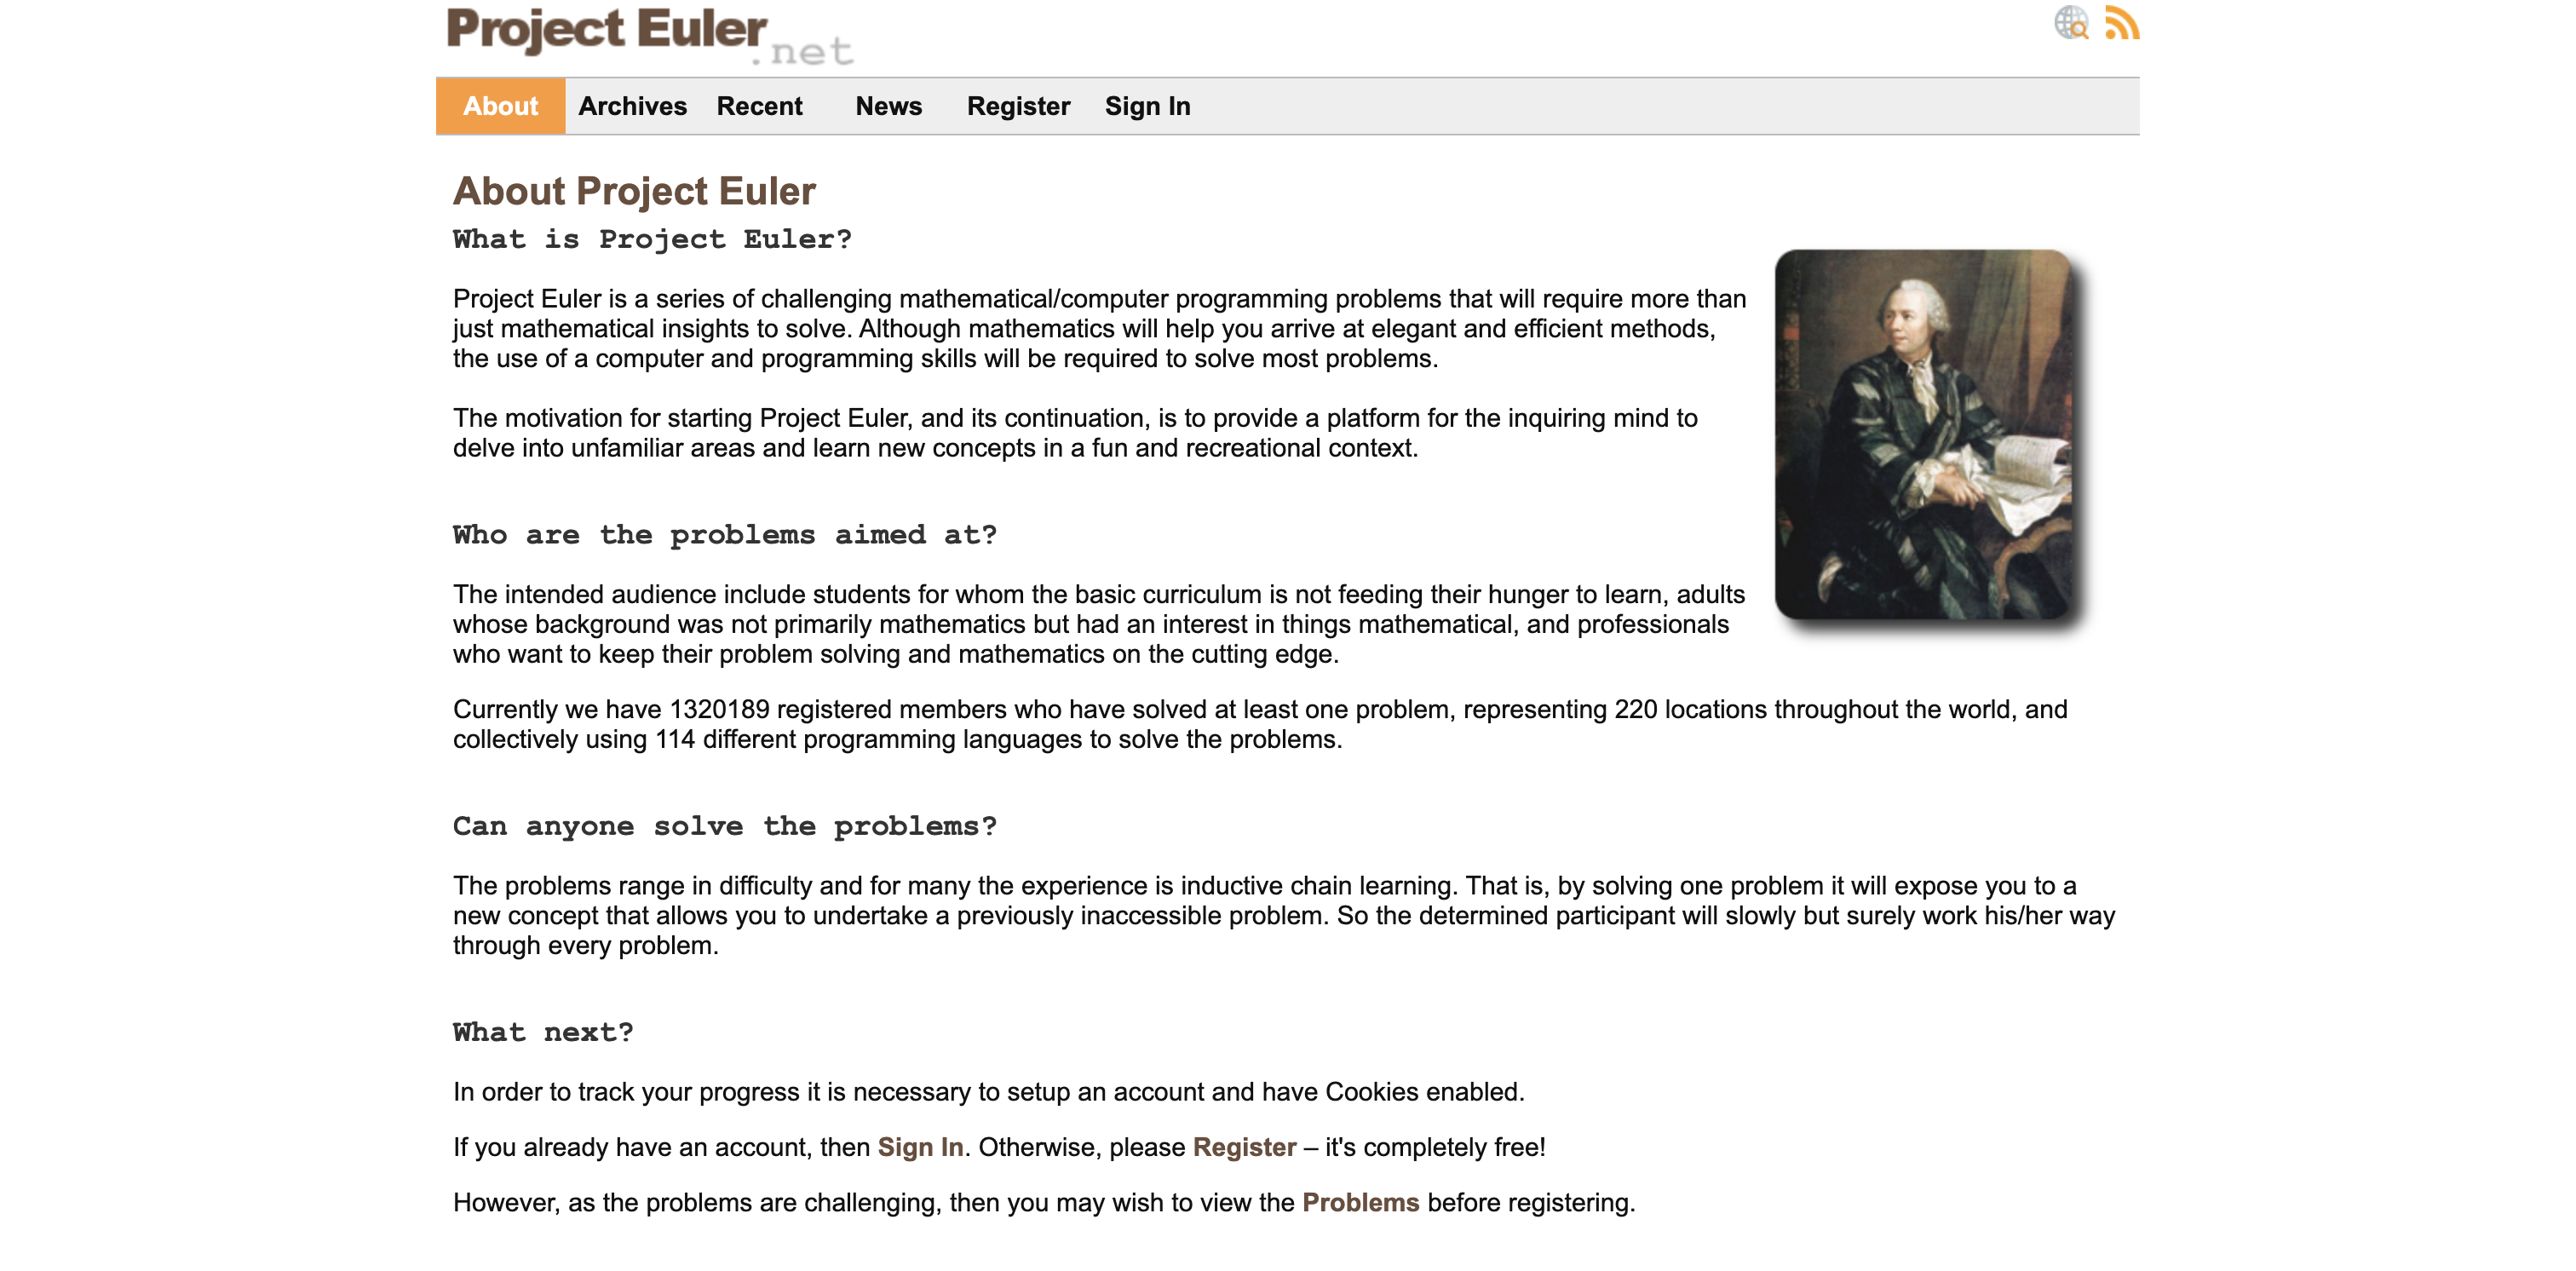 Project Euler.net
About Archives Recent News Register Sign In
About Project Euler
What is Project Euler?
Project Euler is a series of challenging mathematical/computer programming problems that will require more than
just mathematical insights to solve. Although mathematics will help you arrive at elegant and efficient methods,
the use of a computer and programming skills will be required to solve most problems.
The motivation for starting Project Euler, and its continuation, is to provide a platform for the inquiring mind to
delve into unfamiliar areas and learn new concepts in a fun and recreational context.
Who are the problems aimed at?
The intended audience include students for whom the basic curriculum is not feeding their hunger to learn, adults
whose background was not primarily mathematics but had an interest in things mathematical, and professionals
who want to keep their problem solving and mathematics on the cutting edge.
Currently we have 1320189 registered members who have solved at least one problem, representing 220 locations throughout the world, and
collectively using 114 different programming languages to solve the problems.
Can anyone solve the problems?
The problems range in difficulty and for many the experience is inductive chain learning. That is, by solving one problem it will expose you to a
new concept that allows you to undertake a previously inaccessible problem. So the determined participant will slowly but surely work his/her way
through every problem.
What next?
In order to track your progress it is necessary to setup an account and have Cookies enabled.
If you already have an account, then Sign In. Otherwise, please Register – it's completely free!
However, as the problems are challenging, then you may wish to view the Problems before registering.